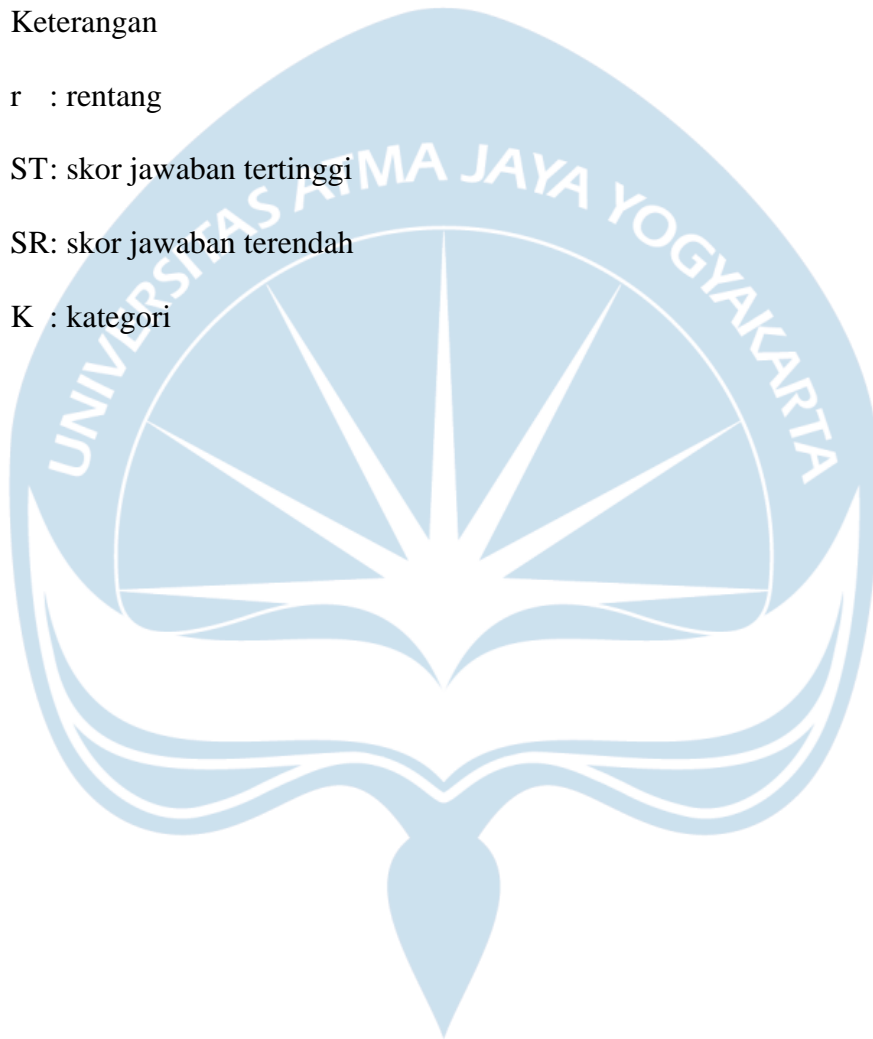 Keterangan
r : rentang
ST: skor jawaban tertinggi
SR: skor jawaban terendah
K : kategori
UNIVERSITAS ATMA JAYA YOGYAKARTA